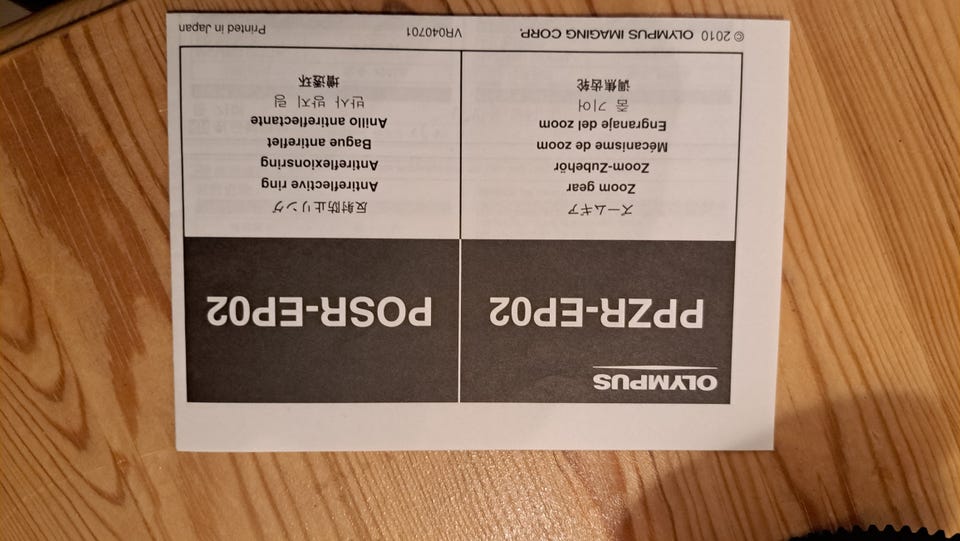 OLYMPUS
PPZR-EP02
ズームギア
Zoom gear
Zoom-Zubehör
Mécanisme de zoom
Engranaje del zoom
줌 기어
调焦齿轮
POSR-EP02
反射防止リング
Antireflective ring
Antireflexionsring
Bague antireflet
Anillo antireflectante
반사 방지 링
增透环
© 2010 OLYMPUS IMAGING CORP.
VR040701
Printed in Japan